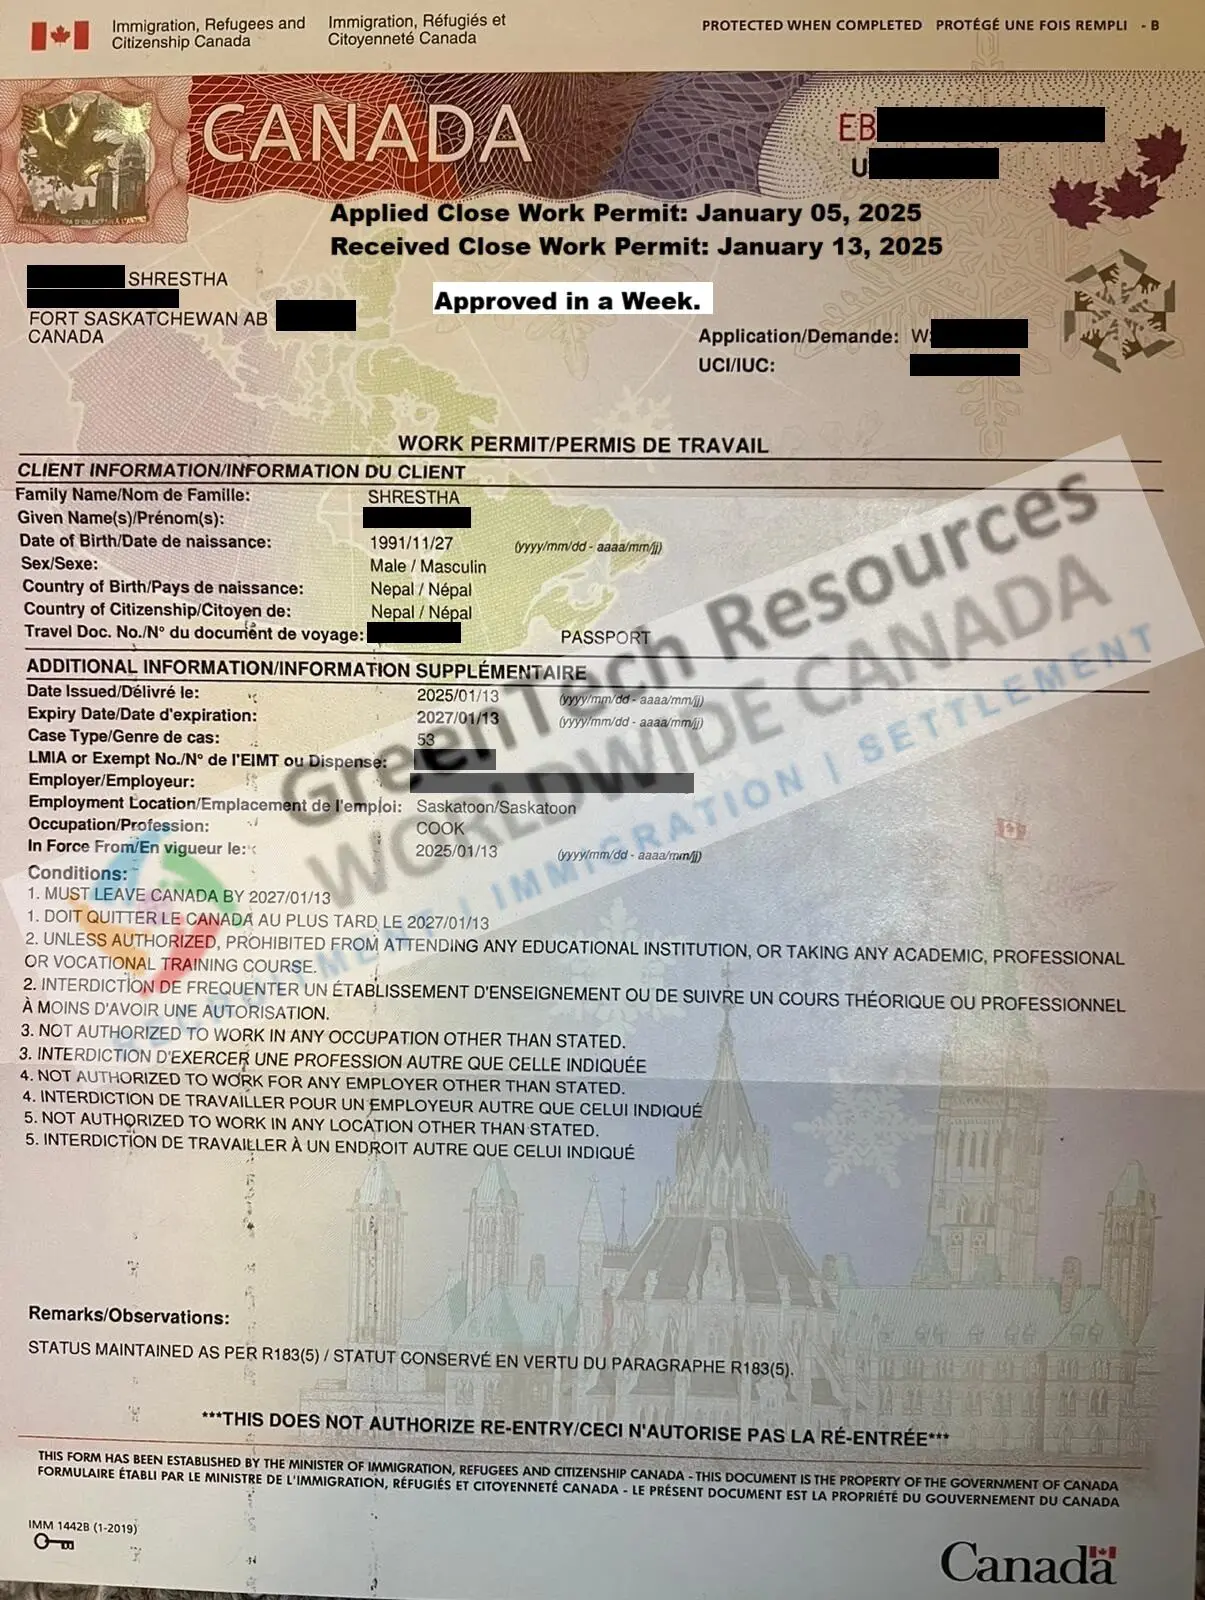 Immigration, Refugees and Citizenship Canada
Immigration, Réfugiés et Citoyenneté Canada
PROTECTED WHEN COMPLETED PROTÉGÉ UNE FOIS REMPLI - B
CANADA
EB
U
Applied Close Work Permit: January 05, 2025
Received Close Work Permit: January 13, 2025
Approved in a Week.
SHRESTHA
FORT SASKATCHEWAN AB
CANADA
Application/Demande: W
UCI/IUC:
WORK PERMIT/PERMIS DE TRAVAIL
CLIENT INFORMATION/INFORMATION DU CLIENT
Family Name/Nom de Famille: SHRESTHA
Given Name(s)/Prénom(s):
Date of Birth/Date de naissance: 1991/11/27 (yyyy/mm/dd - aaaa/mm/jj)
Sex/Sexe: Male / Masculin
Country of Birth/Pays de naissance: Nepal / Népal
Country of Citizenship/Citoyen de: Nepal / Népal
Travel Doc. No./N° du document de voyage: PASSPORT
ADDITIONAL INFORMATION/INFORMATION SUPPLÉMENTAIRE
Date Issued/Délivré le: 2025/01/13 (yyyy/mm/dd - aaaa/mm/jj)
Expiry Date/Date d'expiration: 2027/01/13 (yyyy/mm/dd - aaaa/mm/jj)
Case Type/Genre de cas: 53
LMIA or Exempt No./N° de l'EIMT ou Dispense:
Employer/Employeur:
Employment Location/Emplacement de l'emploi: Saskatoon/Saskatoon
Occupation/Profession: COOK
In Force From/En vigueur le: 2025/01/13 (yyyy/mm/dd - aaaa/mm/jj)
Conditions:
1. MUST LEAVE CANADA BY 2027/01/13
1. DOIT QUITTER LE CANADA AU PLUS TARD LE 2027/01/13
2. UNLESS AUTHORIZED, PROHIBITED FROM ATTENDING ANY EDUCATIONAL INSTITUTION, OR TAKING ANY ACADEMIC, PROFESSIONAL
OR VOCATIONAL TRAINING COURSE.
2. INTERDICTION DE FREQUENTER UN ÉTABLISSEMENT D'ENSEIGNEMENT OU DE SUIVRE UN COURS THÉORIQUE OU PROFESSIONNEL
À MOINS D'AVOIR UNE AUTORISATION.
3. NOT AUTHORIZED TO WORK IN ANY OCCUPATION OTHER THAN STATED.
3. INTERDICTION D'EXERCER UNE PROFESSION AUTRE QUE CELLE INDIQUÉE
4. NOT AUTHORIZED TO WORK FOR ANY EMPLOYER OTHER THAN STATED.
4. INTERDICTION DE TRAVAILLER POUR UN EMPLOYEUR AUTRE QUE CELUI INDIQUÉ
5. NOT AUTHORIZED TO WORK IN ANY LOCATION OTHER THAN STATED.
5. INTERDICTION DE TRAVAILLER À UN ENDROIT AUTRE QUE CELUI INDIQUÉ
GreenTech Resources
WORLDWIDE CANADA
RECRUITMENT | IMMIGRATION | SETTLEMENT
Remarks/Observations:
STATUS MAINTAINED AS PER R183(5) / STATUT CONSERVÉ EN VERTU DU PARAGRAPHE R183(5).
***THIS DOES NOT AUTHORIZE RE-ENTRY/CECI N'AUTORISE PAS LA RÉ-ENTRÉE***
THIS FORM HAS BEEN ESTABLISHED BY THE MINISTER OF IMMIGRATION, REFUGEES AND CITIZENSHIP CANADA - THIS DOCUMENT IS THE PROPERTY OF THE GOVERNMENT OF CANADA
FORMULAIRE ÉTABLI PAR LE MINISTRE DE L'IMMIGRATION, RÉFUGIÉS ET CITOYENNETÉ CANADA - LE PRÉSENT DOCUMENT EST LA PROPRIÉTÉ DU GOUVERNEMENT DU CANADA
IMM 1442B (1-2019)
Canada